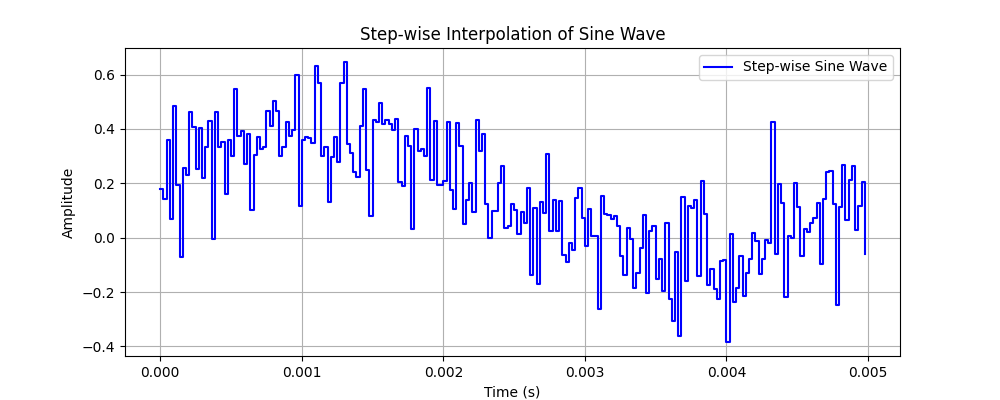 Step-wise Interpolation of Sine Wave
Step-wise Sine Wave
Amplitude
0.6
0.4
0.2
0.0
−0.2
−0.4
0.000 0.001 0.002 0.003 0.004 0.005
Time (s)